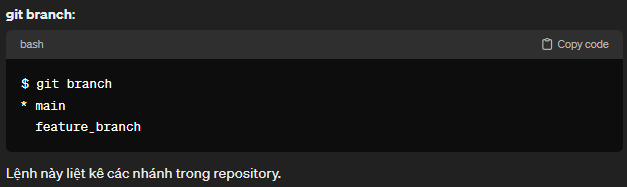 git branch:
bash Copy code
$ git branch
* main
feature_branch
Lệnh này liệt kê các nhánh trong repository.